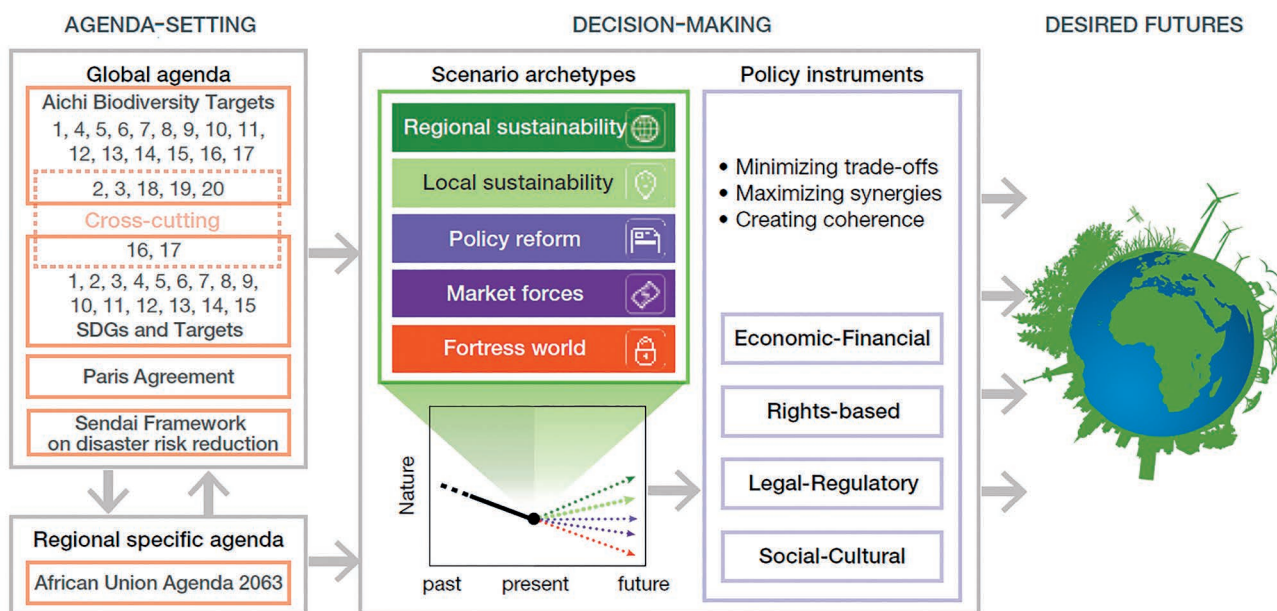 AGENDA–SETTING
Global agenda
Aichi Biodiversity Targets
1, 4, 5, 6, 7, 8, 9, 10, 11,
12, 13, 14, 15, 16, 17
2, 3, 18, 19, 20
Cross-cutting
16, 17
1, 2, 3, 4, 5, 6, 7, 8, 9,
10, 11, 12, 13, 14, 15
SDGs and Targets
Paris Agreement
Sendai Framework
on disaster risk reduction
Regional specific agenda
African Union Agenda 2063
DECISION-MAKING
Scenario archetypes
Regional sustainability
Local sustainability
Policy reform
Market forces
Fortress world
Nature
past
present
future
Policy instruments
• Minimizing trade-offs
• Maximizing synergies
• Creating coherence
Economic-Financial
Rights-based
Legal-Regulatory
Social-Cultural
DESIRED FUTURES